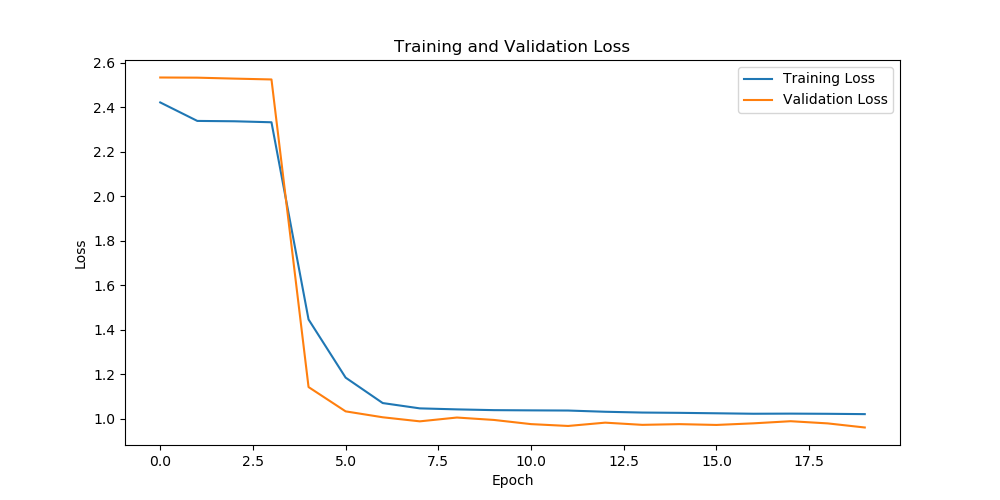 Training and Validation Loss
Training Loss
Validation Loss
2.6
2.4
2.2
2.0
1.8
1.6
1.4
1.2
1.0
Loss
0.0 2.5 5.0 7.5 10.0 12.5 15.0 17.5
Epoch